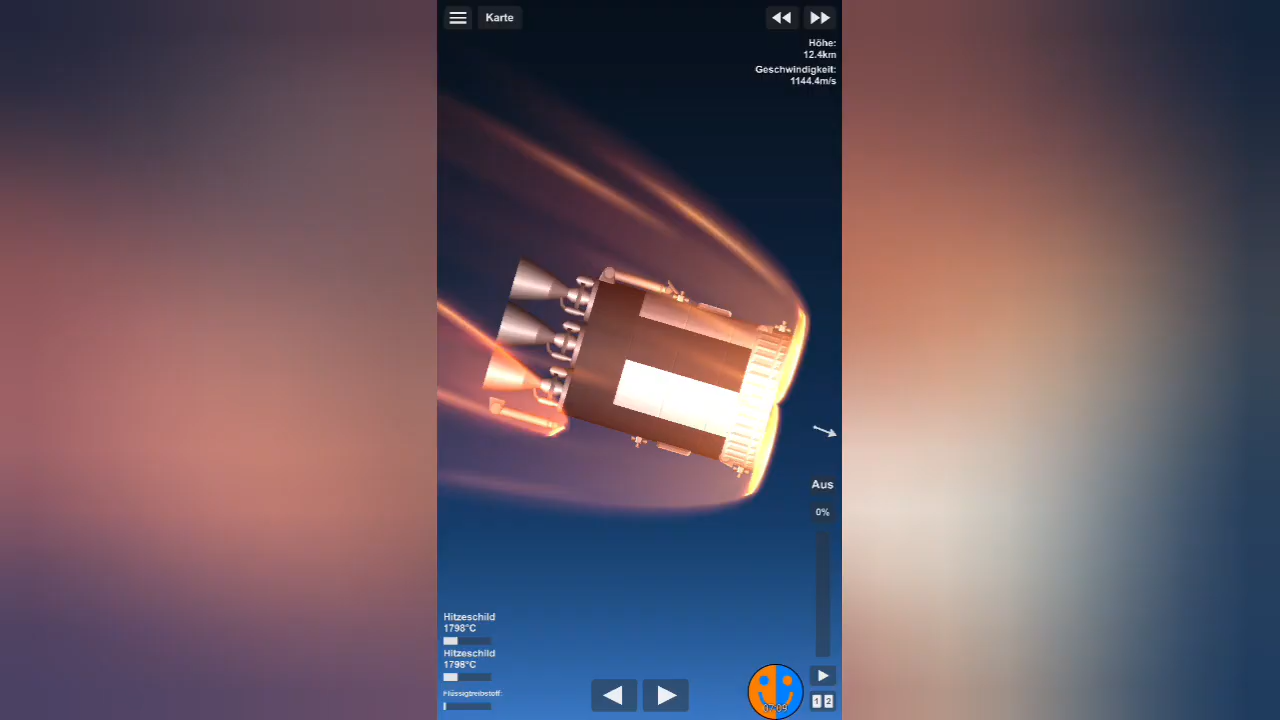 Karte
Höhe:
12.4km
Geschwindigkeit:
1144.4m/s
Aus
0%
Hitzeschild
1798°C
Hitzeschild
1798°C
Flüssigtreibstoff:
07:09
1 2